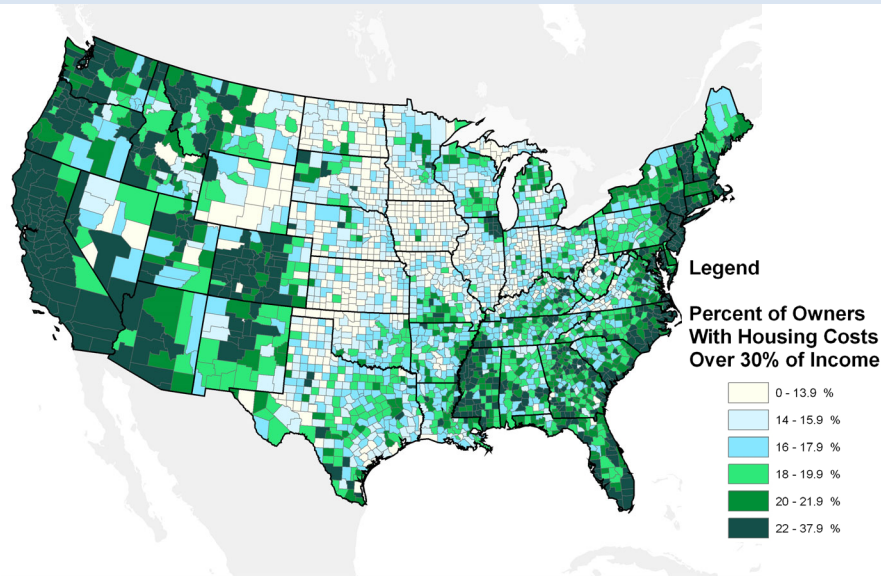 Legend
Percent of Owners
With Housing Costs
Over 30% of Income
0 - 13.9 %
14 - 15.9 %
16 - 17.9 %
18 - 19.9 %
20 - 21.9 %
22 - 37.9 %